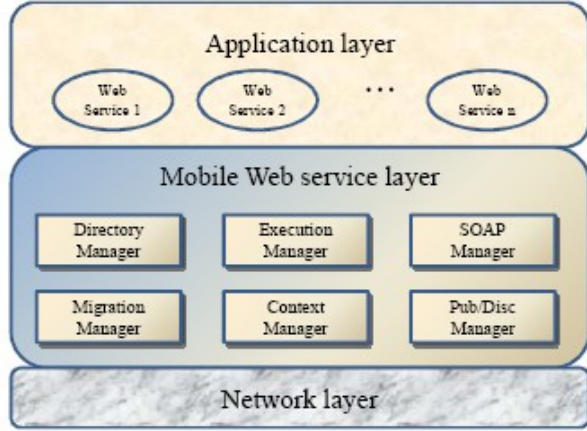 Application layer
Web
Service 1
Web
Service 2
...
Web
Service n
Mobile Web service layer
Directory
Manager
Execution
Manager
SOAP
Manager
Migration
Manager
Context
Manager
Pub/Disc
Manager
Network layer